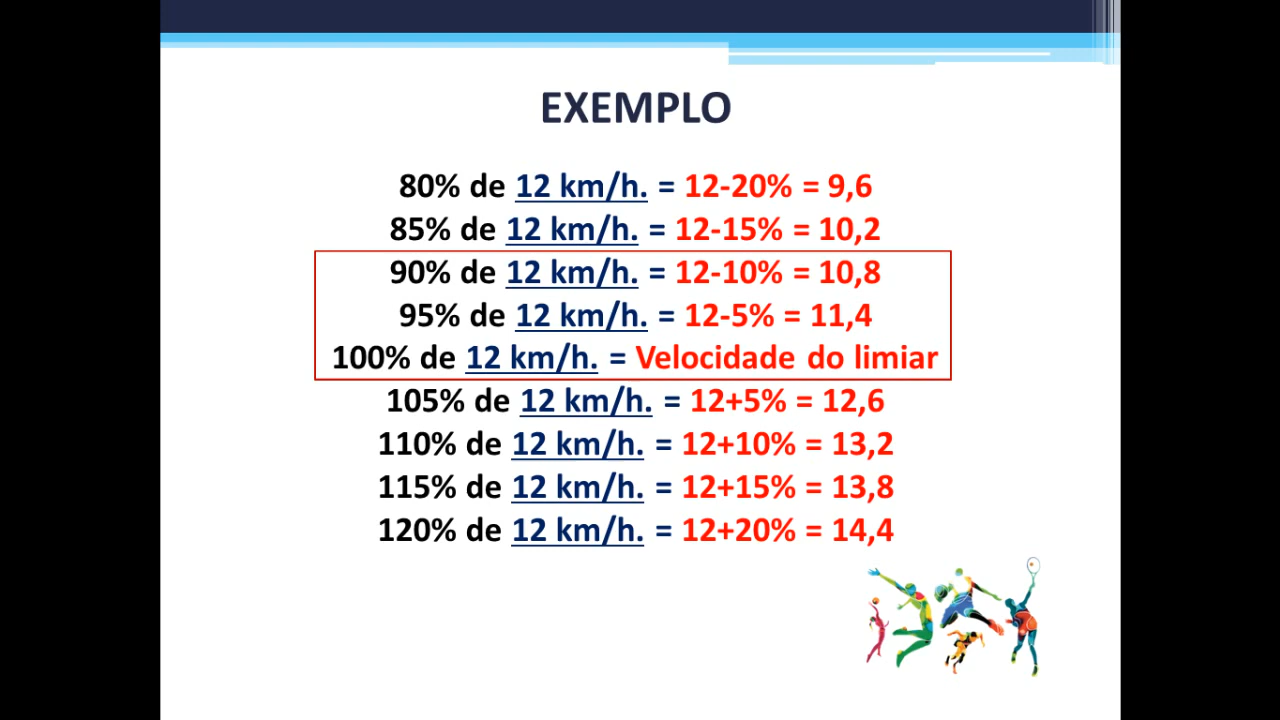 EXEMPLO
80% de 12 km/h. = 12-20% = 9,6
85% de 12 km/h. = 12-15% = 10,2
90% de 12 km/h. = 12-10% = 10,8
95% de 12 km/h. = 12-5% = 11,4
100% de 12 km/h. = Velocidade do limiar
105% de 12 km/h. = 12+5% = 12,6
110% de 12 km/h. = 12+10% = 13,2
115% de 12 km/h. = 12+15% = 13,8
120% de 12 km/h. = 12+20% = 14,4